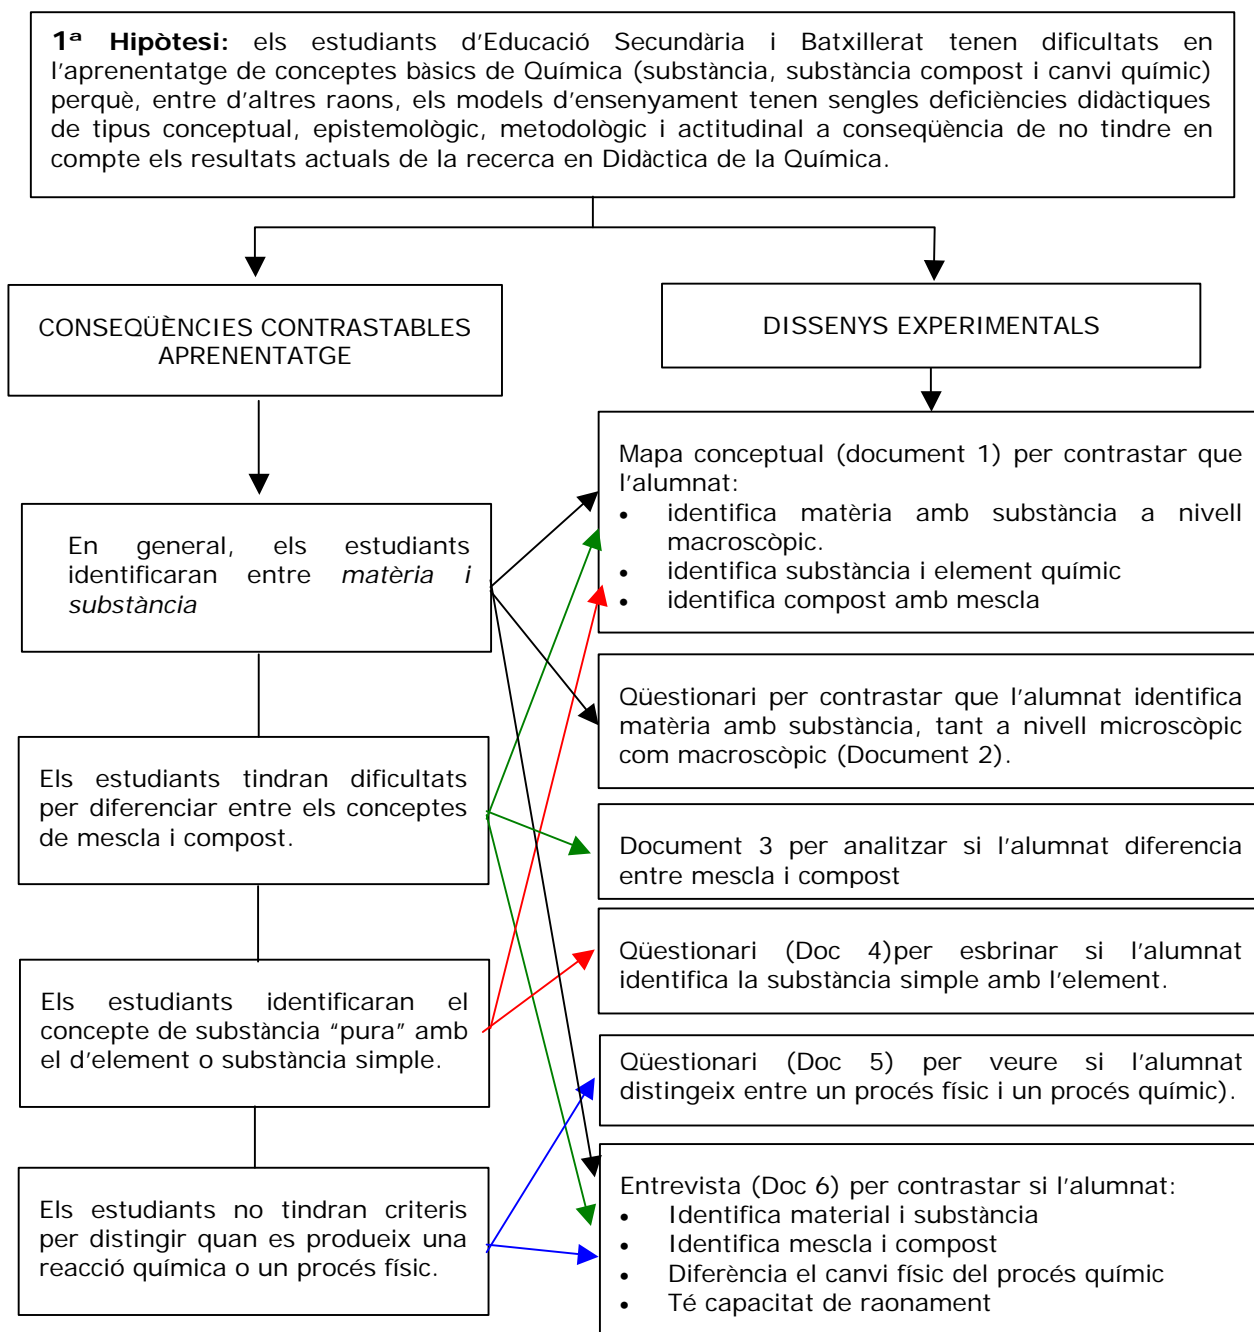 1ª Hipòtesi: els estudiants d’Educació Secundària i Batxillerat tenen dificultats en
l’aprenentatge de conceptes bàsics de Química (substància, substància compost i canvi químic)
perquè, entre d’altres raons, els models d’ensenyament tenen sengles deficiències didàctiques
de tipus conceptual, epistemològic, metodològic i actitudinal a conseqüència de no tindre en
compte els resultats actuals de la recerca en Didàctica de la Química.
CONSEQÜÈNCIES CONTRASTABLES
APRENENTATGE
En general, els estudiants
identificaran entre matèria i
substància
Els estudiants tindran dificultats
per diferenciar entre els conceptes
de mescla i compost.
Els estudiants identificaran el
concepte de substància “pura” amb
el d’element o substància simple.
Els estudiants no tindran criteris
per distingir quan es produeix una
reacció química o un procés físic.
DISSENYS EXPERIMENTALS
Mapa conceptual (document 1) per contrastar que
l’alumnat:
• identifica matèria amb substància a nivell
macroscòpic.
• identifica substància i element químic
• identifica compost amb mescla
Qüestionari per contrastar que l’alumnat identifica
matèria amb substància, tant a nivell microscòpic
com macroscòpic (Document 2).
Document 3 per analitzar si l’alumnat diferencia
entre mescla i compost
Qüestionari (Doc 4)per esbrinar si l’alumnat
identifica la substància simple amb l’element.
Qüestionari (Doc 5) per veure si l’alumnat
distingeix entre un procés físic i un procés químic).
Entrevista (Doc 6) per contrastar si l’alumnat:
• Identifica material i substància
• Identifica mescla i compost
• Diferència el canvi físic del procés químic
• Té capacitat de raonament